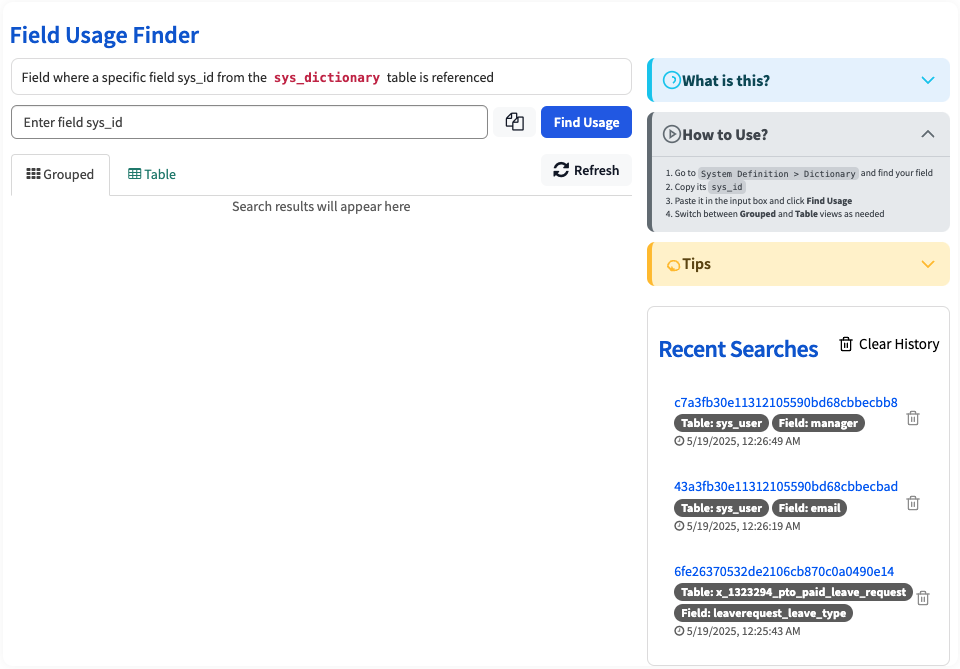 Field Usage Finder
Field where a specific field sys_id from the sys_dictionary table is referenced
Enter field sys_id
Find Usage
Grouped
Table
Refresh
Search results will appear here
What is this?
How to Use?
1. Go to System Definition > Dictionary and find your field
2. Copy its sys_id
3. Paste it in the input box and click Find Usage
4. Switch between Grouped and Table views as needed
Tips
Recent Searches
Clear History
c7a3fb30e11312105590bd68cbbecbb8
Table: sys_user Field: manager
5/19/2025, 12:26:49 AM
43a3fb30e11312105590bd68cbbecbad
Table: sys_user Field: email
5/19/2025, 12:26:19 AM
6fe26370532de2106cb870c0a0490e14
Table: x_1323294_pto_paid_leave_request
Field: leaverequest_leave_type
5/19/2025, 12:25:43 AM